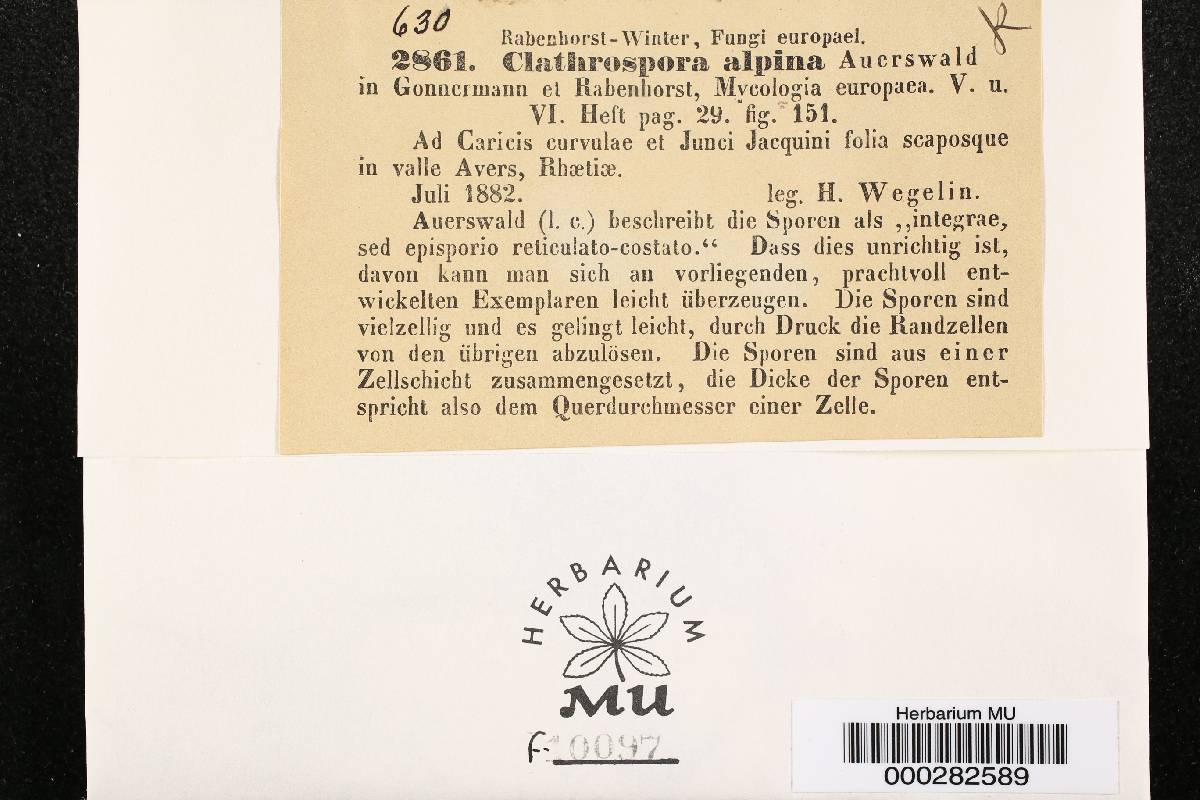 630
Rabenhorst-Winter, Fungi europaei.
2861. Clathrospora alpina Auerswald
in Gonnermann et Rabenhorst, Mycologia europaea. V. u.
VI. Heft pag. 29. fig. 151.
Ad Caricis curvulae et Junci Jacquini folia scaposque
in valle Avers, Rhætiæ.
Juli 1882. leg. H. Wegelin.
Auerswald (l. c.) beschreibt die Sporen als „integrae,
sed episporio reticulato-costato.“ Dass dies unrichtig ist,
davon kann man sich an vorliegenden, prachtvoll ent-
wickelten Exemplaren leicht überzeugen. Die Sporen sind
vielzellig und es gelingt leicht, durch Druck die Randzellen
von den übrigen abzulösen. Die Sporen sind aus einer
Zellschicht zusammengesetzt, die Dicke der Sporen ent-
spricht also dem Querdurchmesser einer Zelle.
HERBARIUM
MU
F. 10097
Herbarium MU
000282589